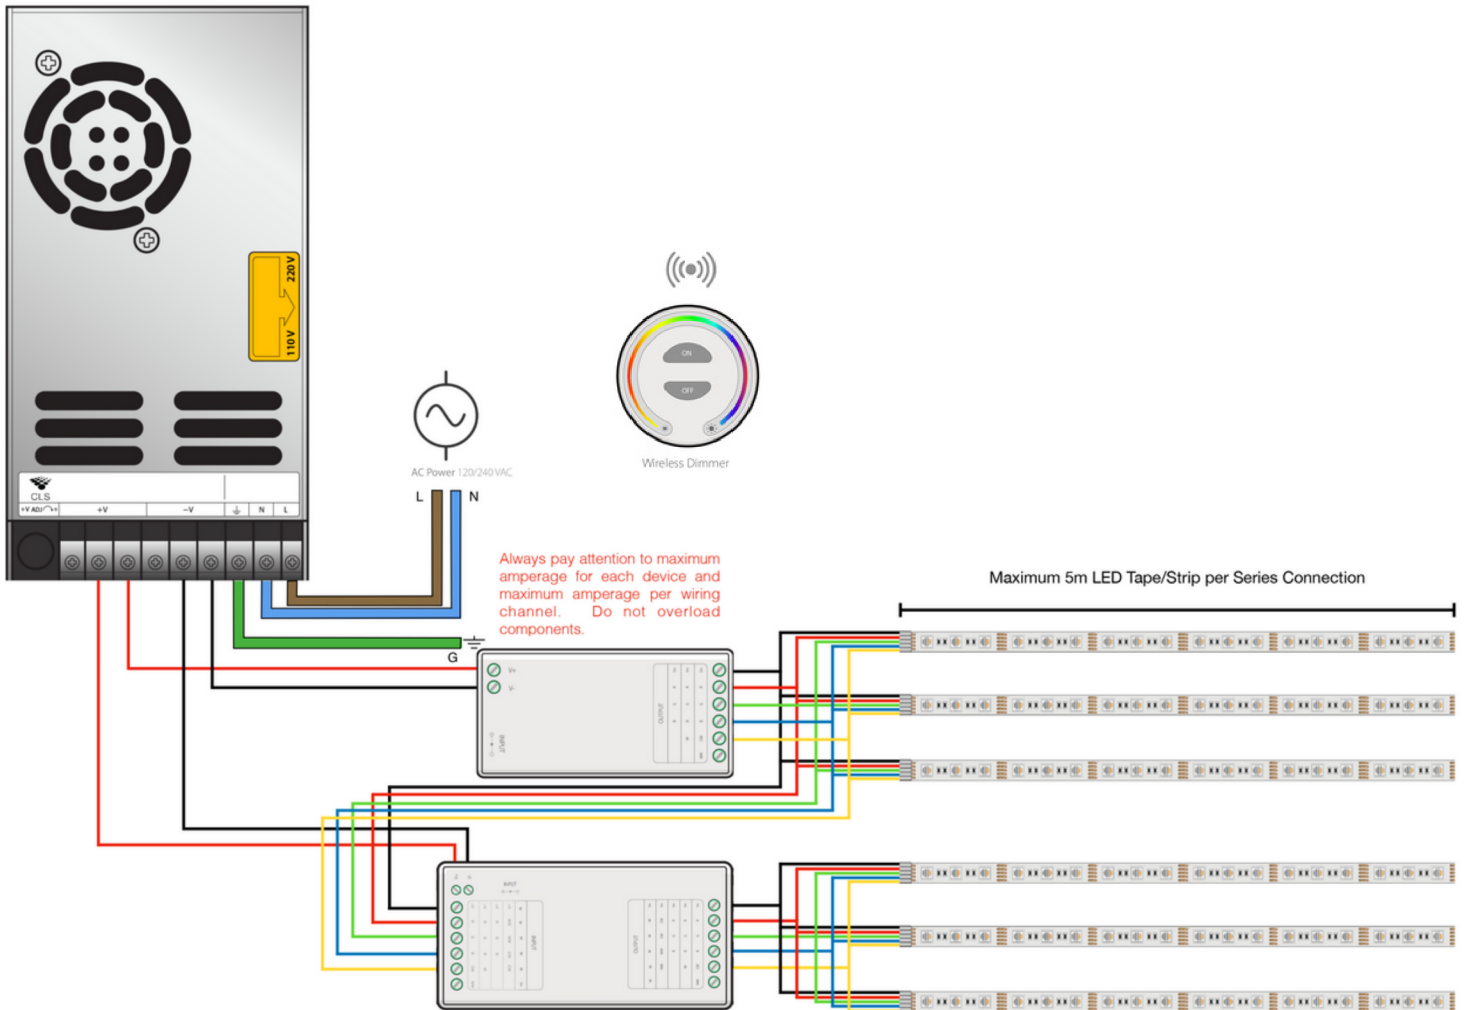 220V
110V
CLS
+V ADJ
+V
-V
N
L
ON
OFF
Wireless Dimmer
AC Power 120/240 VAC
L
N
Always pay attention to maximum
amperage for each device and
maximum amperage per wiring
channel. Do not overload
components.
G
Maximum 5m LED Tape/Strip per Series Connection
V+
V-
INPUT
OUTPUT
INPUT
INPUT
OUTPUT